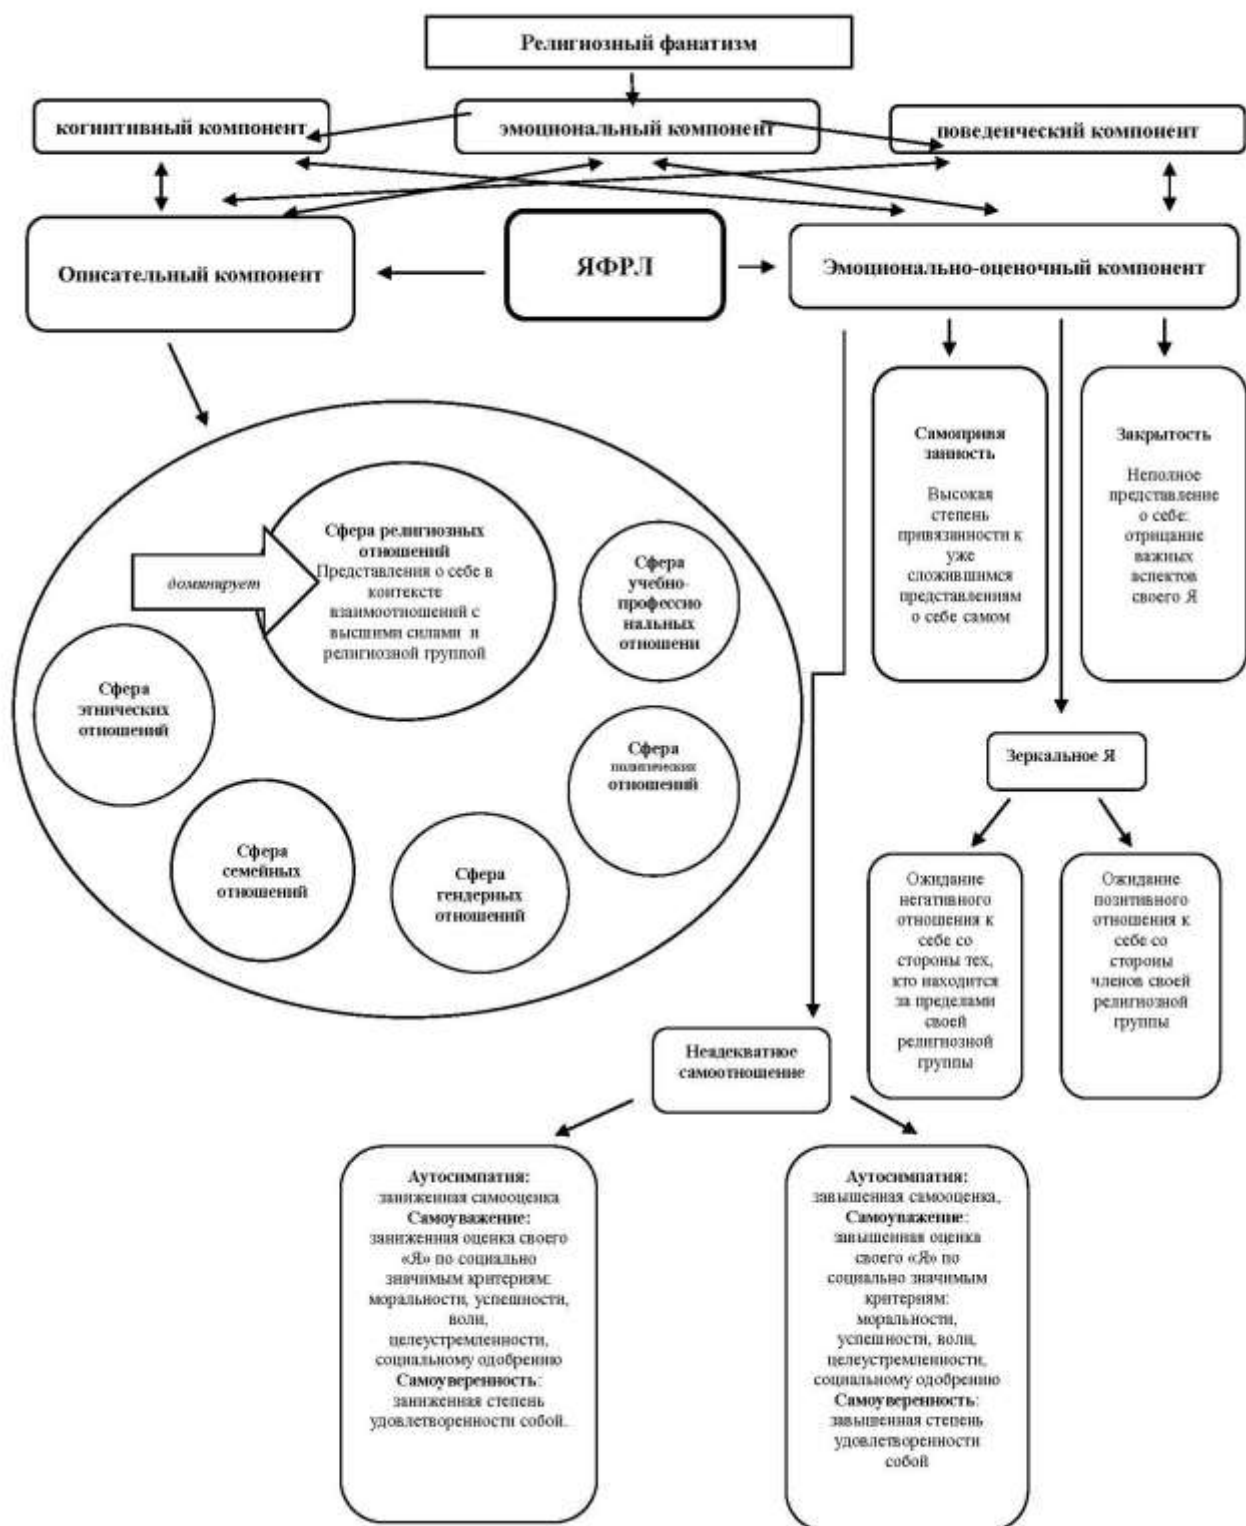 Религиозный фанатизм
когнитивный компонент
эмоциональный компонент
поведенческий компонент
Описательный компонент
ЯФРЛ
Эмоционально-оценочный компонент
Самопривя
занность
Высокая
степень
привязанности к
уже
сложившимся
представлениям
о себе самом
Закрытость
Неполное
представление
о себе:
отрицание
важных
аспектов
своего Я
доминирует
Сфера религиозных
отношений
Представления о себе в
контексте
взаимоотношений с
высшими силами и
религиозной группой
Сфера
учебно-
профессио
нальных
отношени
Сфера
этнических
отношений
Сфера
политических
отношений
Сфера
семейных
отношений
Сфера
гендерных
отношений
Зеркальное Я
Ожидание
негативного
отношения к
себе со
стороны тех,
кто находится
за пределами
своей
религиозной
группы
Ожидание
позитивного
отношения к
себе со
стороны
членов своей
религиозной
группы
Неадекватное
самоотношение
Аутосимпатия:
заниженная самооценка
Самоуважение:
заниженная оценка своего
«Я» по социально
значимым критериям:
моральности, успешности,
воли,
целеустремленности,
социальному одобрению
Самоуверенность:
заниженная степень
удовлетворенности собой.
Аутосимпатия:
завышенная самооценка,
Самоуважение:
завышенная оценка
своего «Я» по
социально значимым
критериям:
моральности,
успешности, воли,
целеустремленности,
социальному одобрению
Самоуверенность:
завышенная степень
удовлетворенности
собой